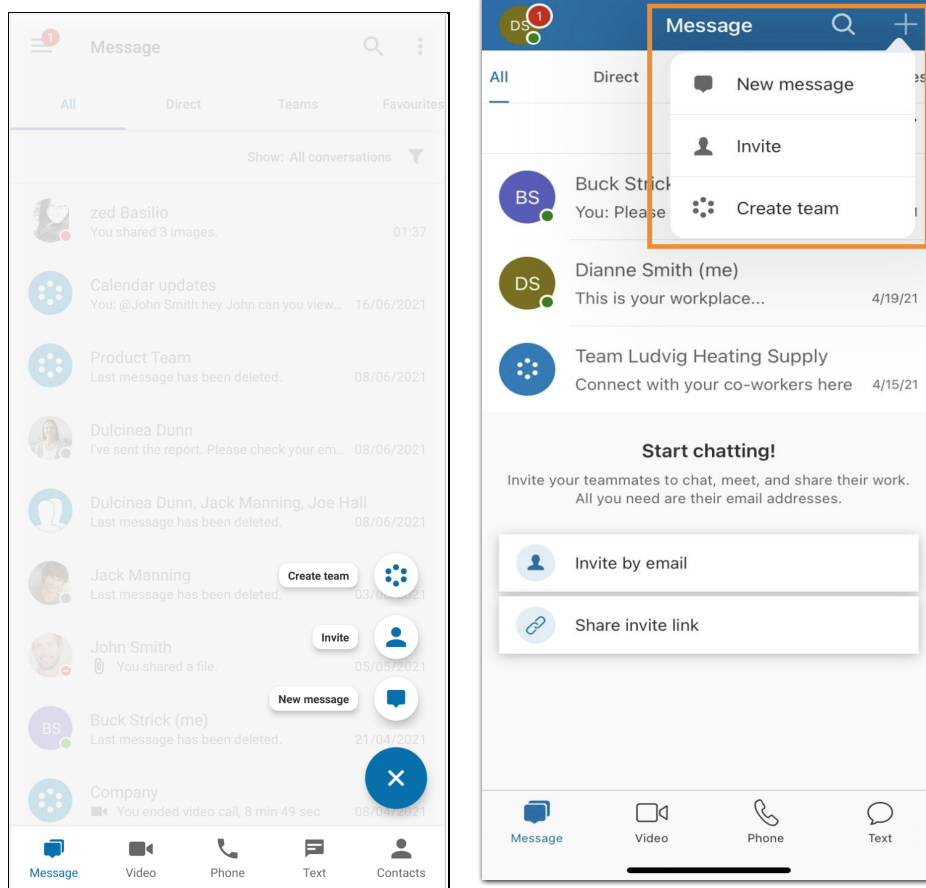 1
Message
All
Direct
Teams
Favourites
Show: All conversations
zed Basilio
You shared 3 images.
01:37
Calendar updates
You: @John Smith hey John can you view...
16/06/2021
Product Team
Last message has been deleted.
08/06/2021
Dulcinea Dunn
I've sent the report. Please check your em...
08/06/2021
Dulcinea Dunn, Jack Manning, Joe Hall
Last message has been deleted.
08/06/2021
Jack Manning
Last message has been deleted.
03/06/2021
Create team
John Smith
You shared a file.
05/05/2021
Invite
New message
BS
Buck Strick (me)
Last message has been deleted.
21/04/2021
Company
You ended video call, 8 min 49 sec
08/04/2021
Message
Video
Phone
Text
Contacts
DS
1
Message
All
Direct
New message
Invite
Create team
BS
Buck Strick
You: Please
DS
Dianne Smith (me)
This is your workplace...
4/19/21
Team Ludvig Heating Supply
Connect with your co-workers here
4/15/21
Start chatting!
Invite your teammates to chat, meet, and share their work.
All you need are their email addresses.
Invite by email
Share invite link
Message
Video
Phone
Text